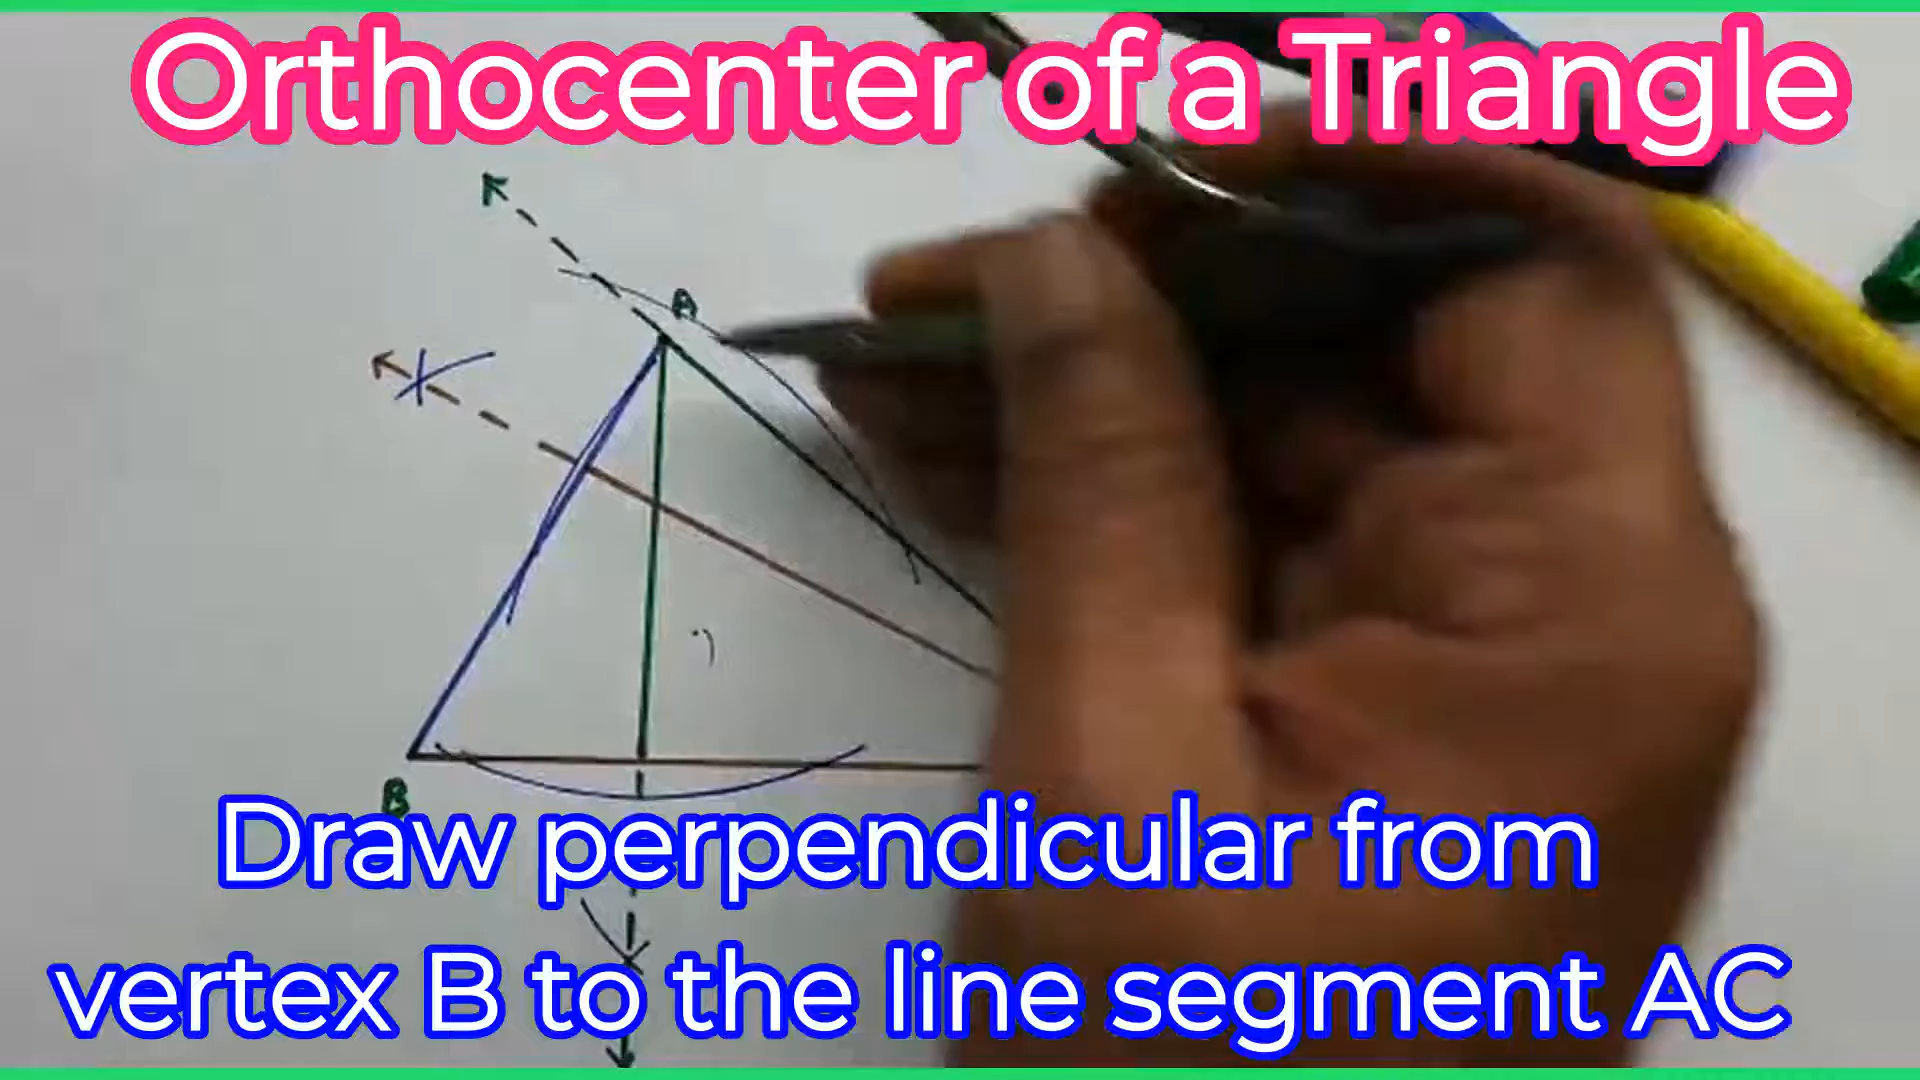 Orthocenter of a Triangle
A
B
Draw perpendicular from
vertex B to the line segment AC